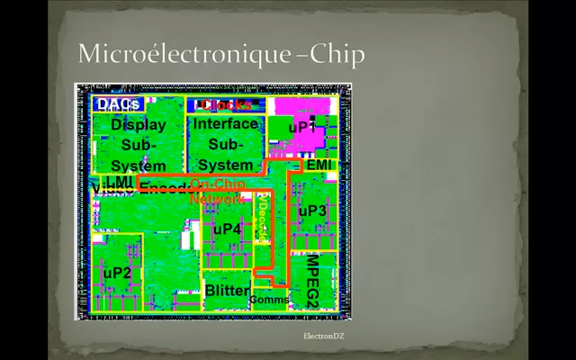 Microélectronique –Chip
DACs
Clocks
Display
Sub-
System
Interface
Sub-
System
uP1
EMI
LMI
Video Encoder
On-Chip
Network
uP3
uP4
uP2
Blitter
Comms
MPEG2
ElectronDZ